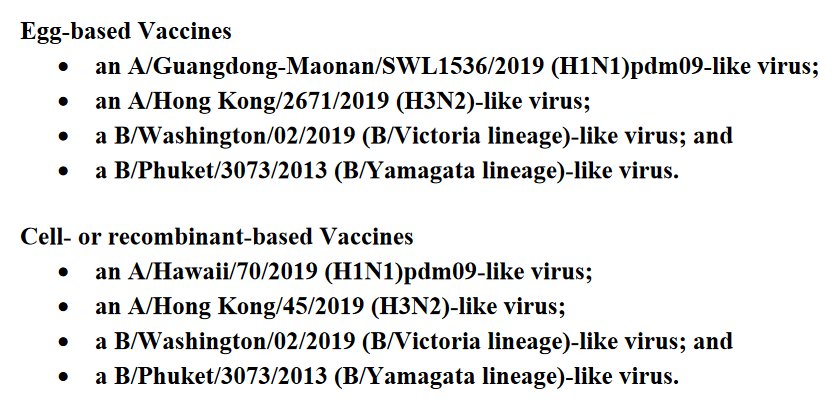 Egg-based Vaccines
• an A/Guangdong-Maonan/SWL1536/2019 (H1N1)pdm09-like virus;
• an A/Hong Kong/2671/2019 (H3N2)-like virus;
• a B/Washington/02/2019 (B/Victoria lineage)-like virus; and
• a B/Phuket/3073/2013 (B/Yamagata lineage)-like virus.
Cell- or recombinant-based Vaccines
• an A/Hawaii/70/2019 (H1N1)pdm09-like virus;
• an A/Hong Kong/45/2019 (H3N2)-like virus;
• a B/Washington/02/2019 (B/Victoria lineage)-like virus; and
• a B/Phuket/3073/2013 (B/Yamagata lineage)-like virus.